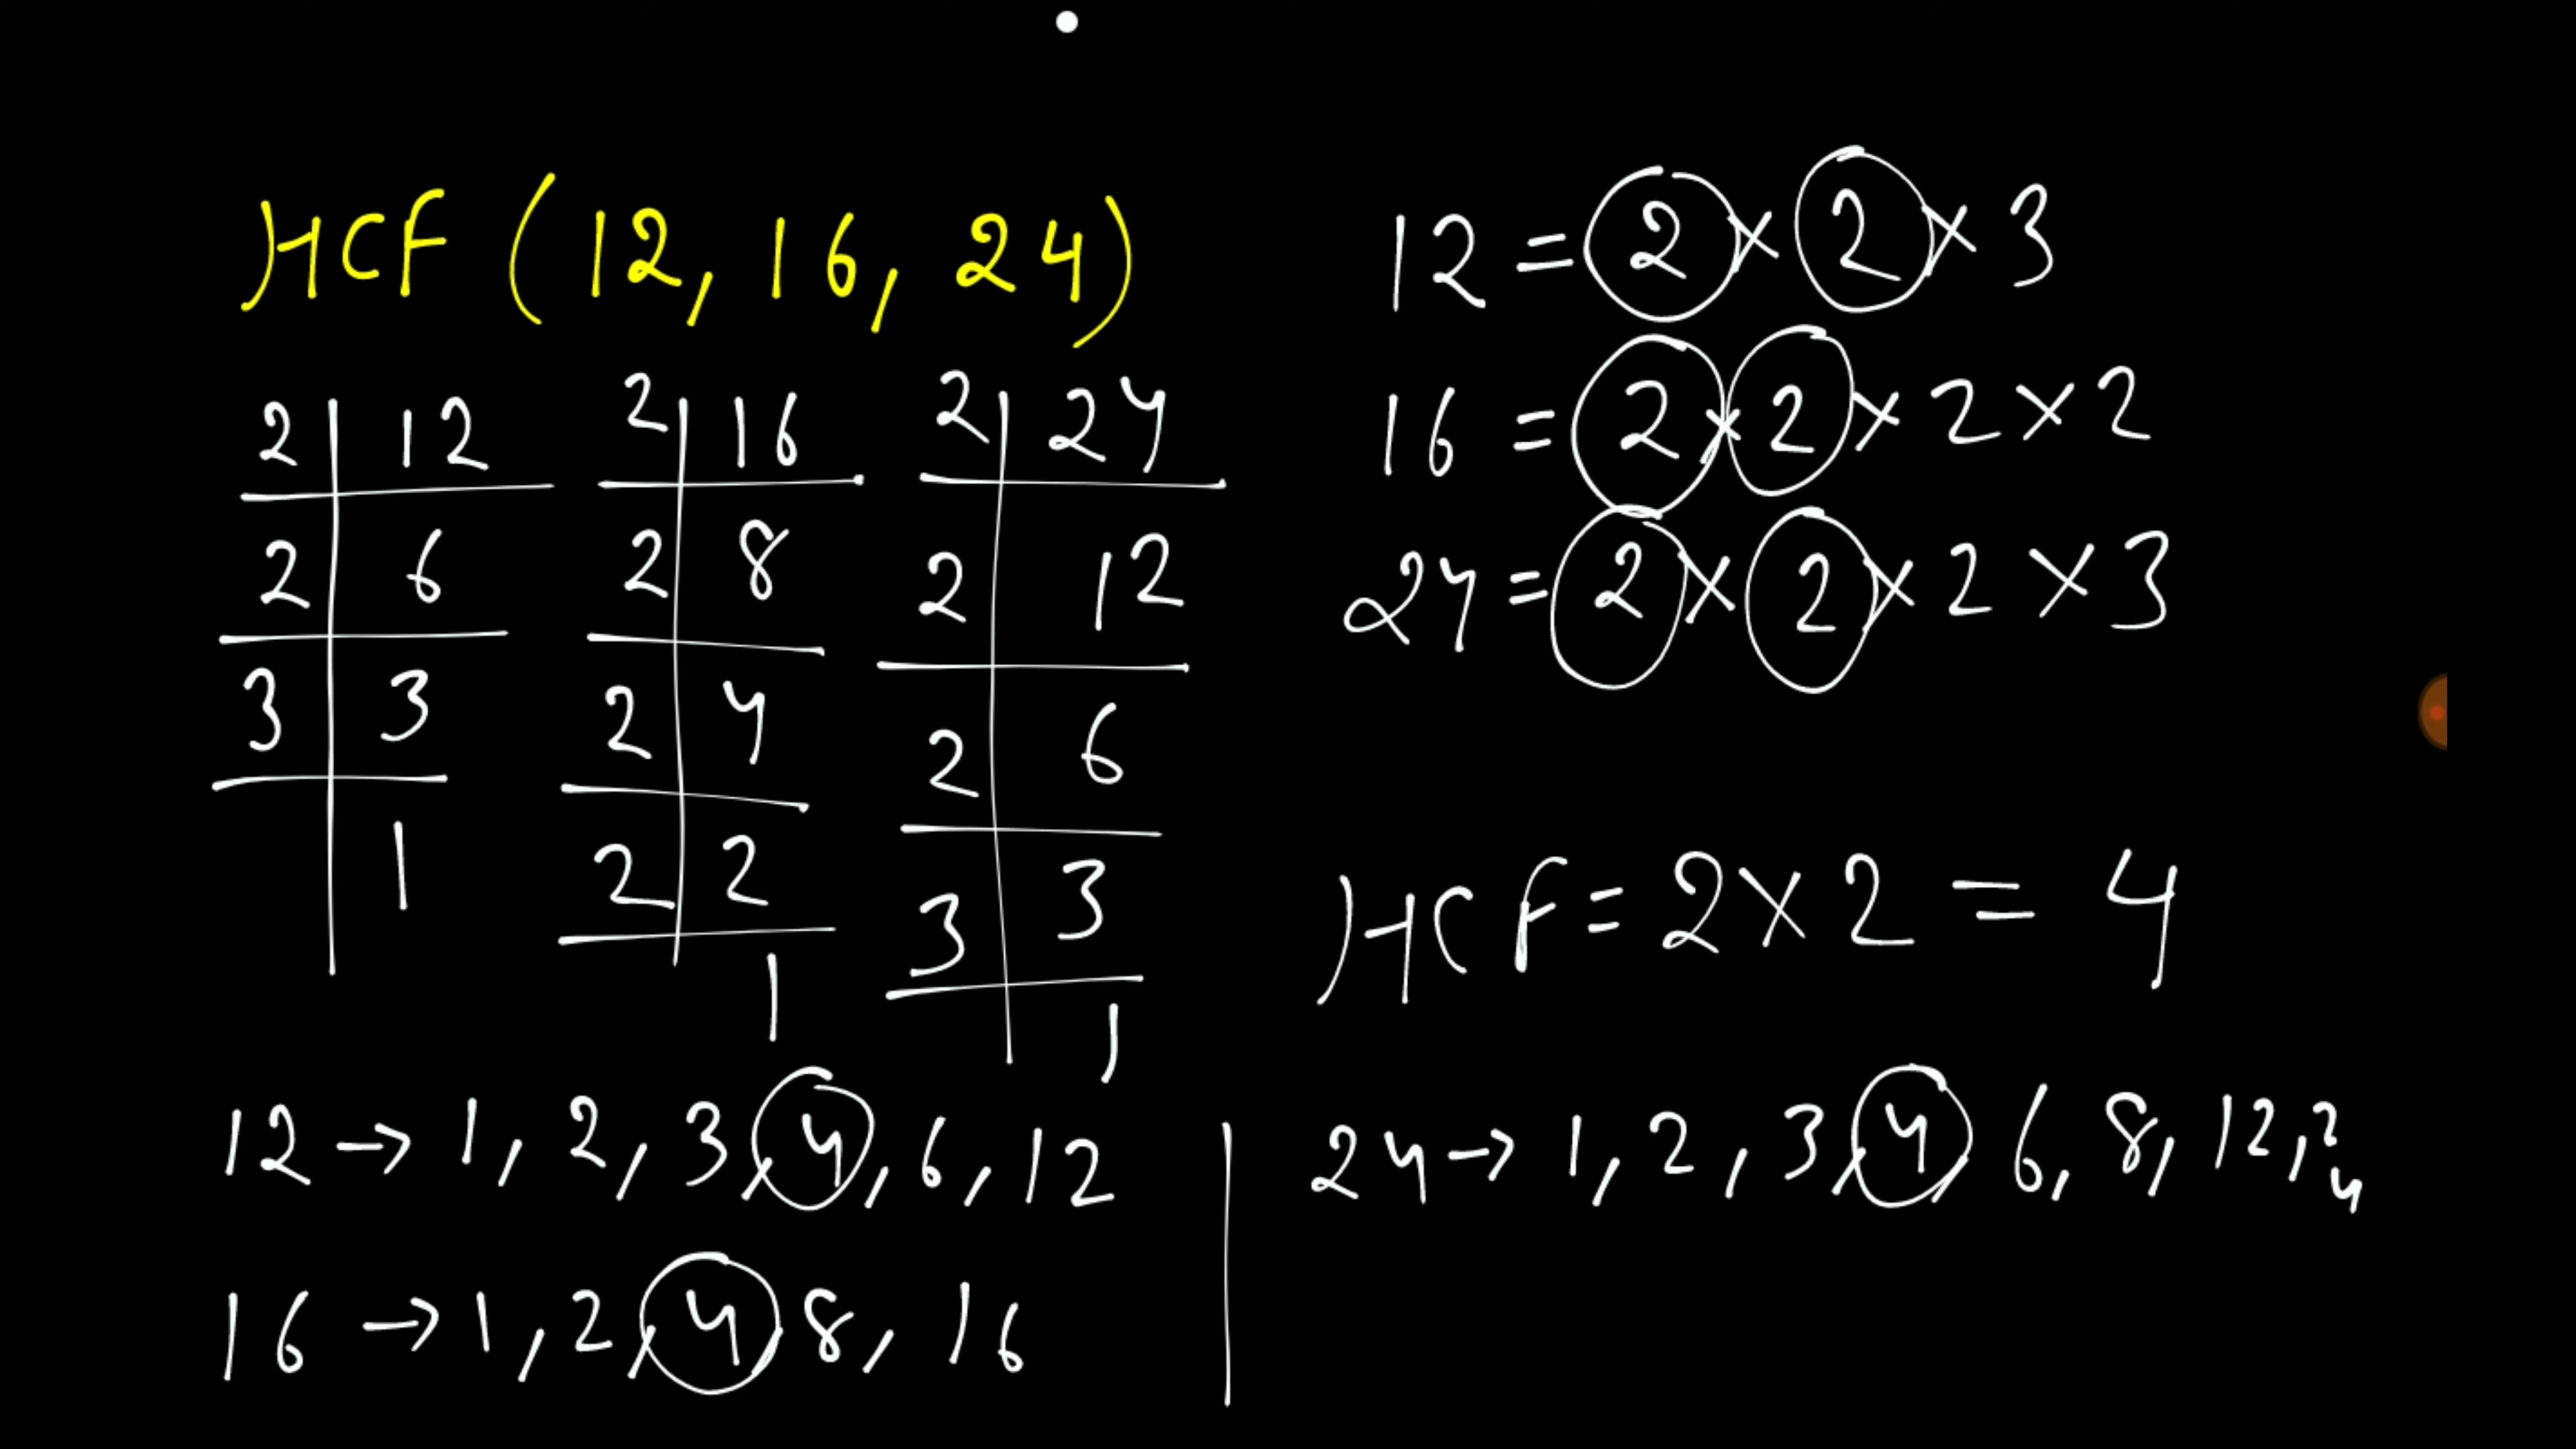 HCF (12, 16, 24)
2 | 12
2 | 6
3 | 3
1
2 | 16
2 | 8
2 | 4
2 | 2
1
2 | 24
2 | 12
2 | 6
3 | 3
1
12 = 2 × 2 × 3
16 = 2 × 2 × 2 × 2
24 = 2 × 2 × 2 × 3
HCF = 2 × 2 = 4
12 → 1, 2, 3, 4, 6, 12
16 → 1, 2, 4, 8, 16
24 → 1, 2, 3, 4, 6, 8, 12, 24